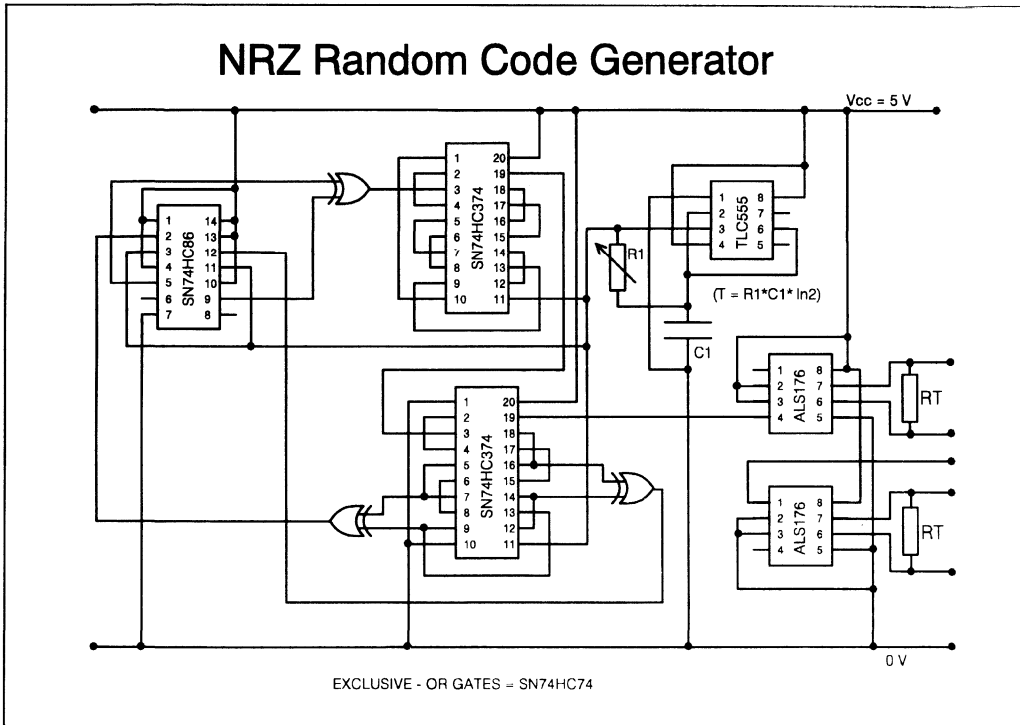 NRZ Random Code Generator
Vcc = 5 V
1 14
2 13
3 12
4 11
5 10
6 9
7 8
SN74HC86
1 20
2 19
3 18
4 17
5 16
6 15
7 14
8 13
9 12
10 11
SN74HC374
1 8
2 7
3 6
4 5
TLC555
R1
(T = R1*C1* ln2)
C1
1 8
2 7
3 6
4 5
ALS176
RT
1 20
2 19
3 18
4 17
5 16
6 15
7 14
8 13
9 12
10 11
SN74HC374
1 8
2 7
3 6
4 5
ALS176
RT
0 V
EXCLUSIVE - OR GATES = SN74HC74